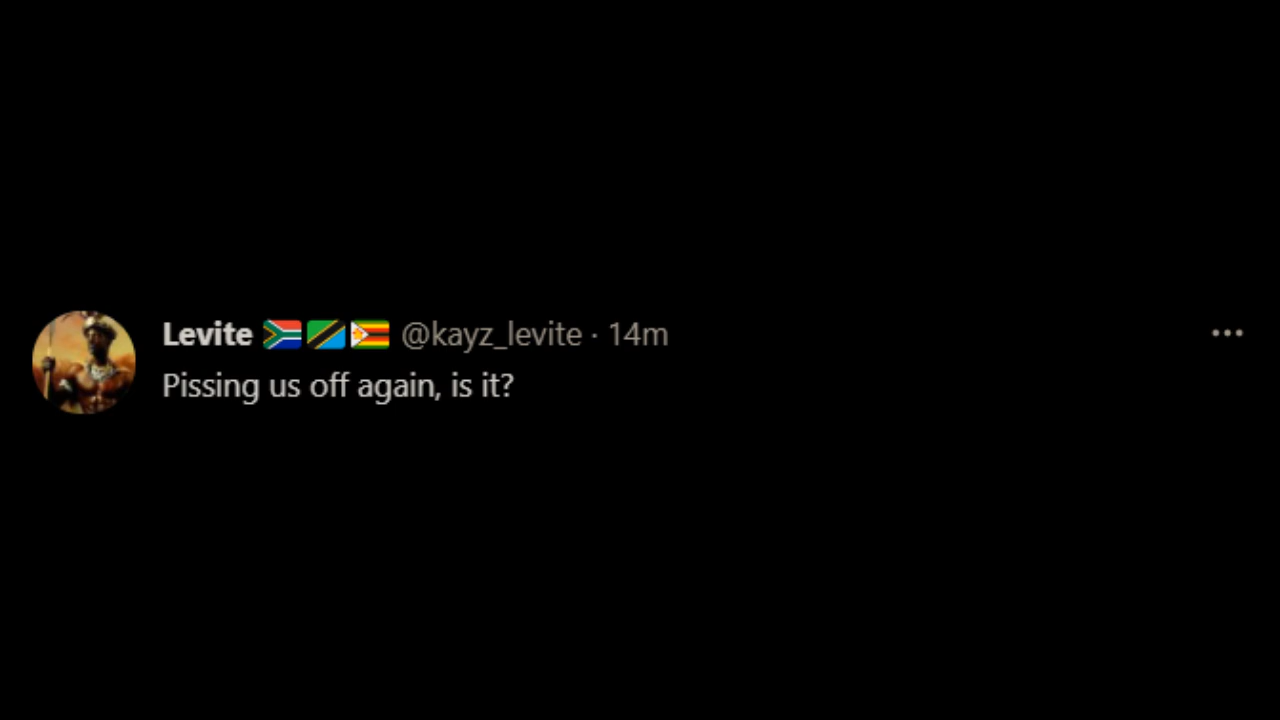 Levite 🇿🇦🇹🇿🇿🇼 @kayz_levite · 14m
Pissing us off again, is it?